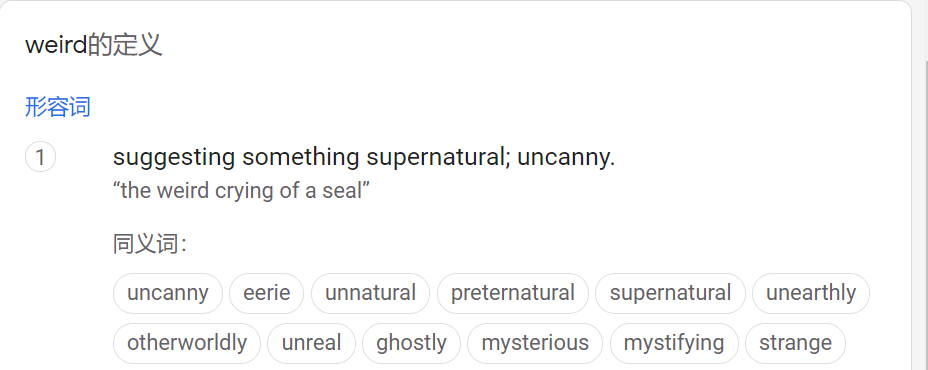 weird的定义
形容词
1 suggesting something supernatural; uncanny.
“the weird crying of a seal”
同义词：
uncanny eerie unnatural preternatural supernatural unearthly
otherworldly unreal ghostly mysterious mystifying strange